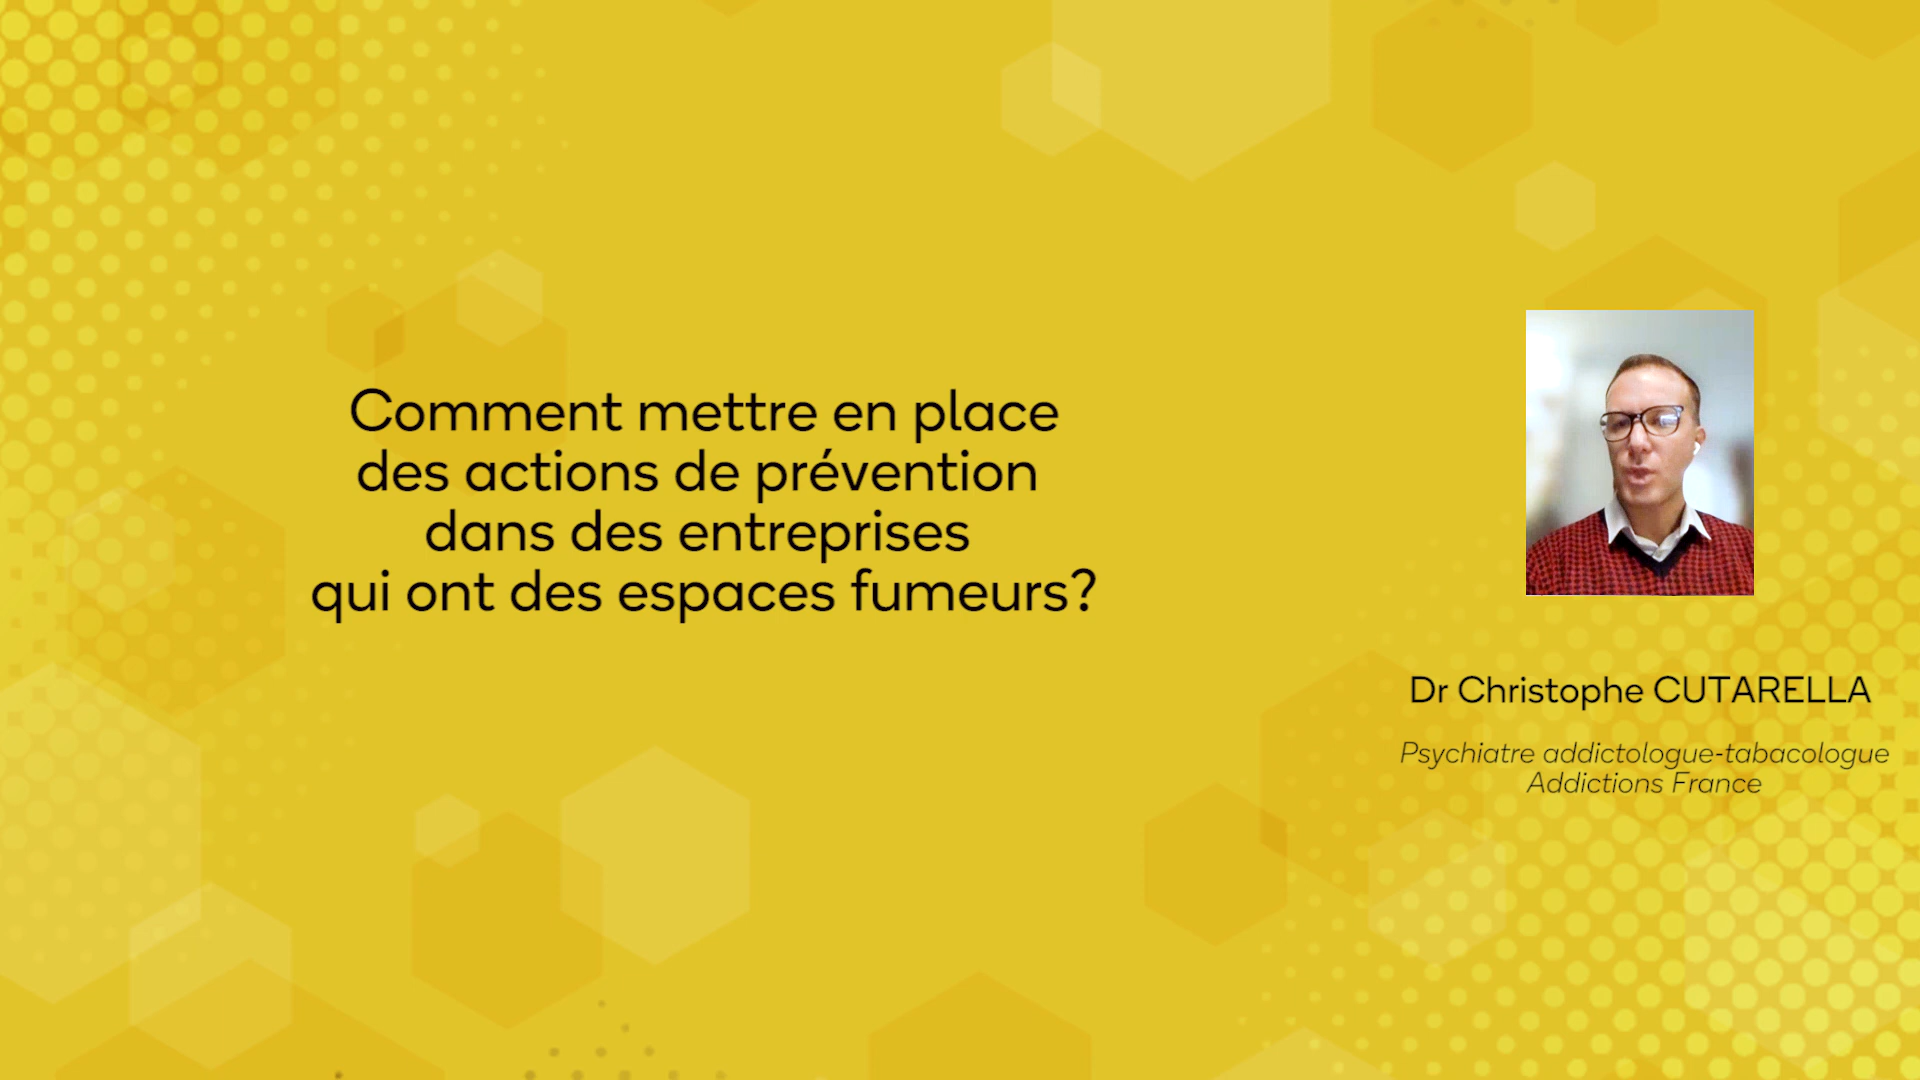 Comment mettre en place
des actions de prévention
dans des entreprises
qui ont des espaces fumeurs?
Dr Christophe CUTARELLA
Psychiatre addictologue-tabacologue
Addictions France